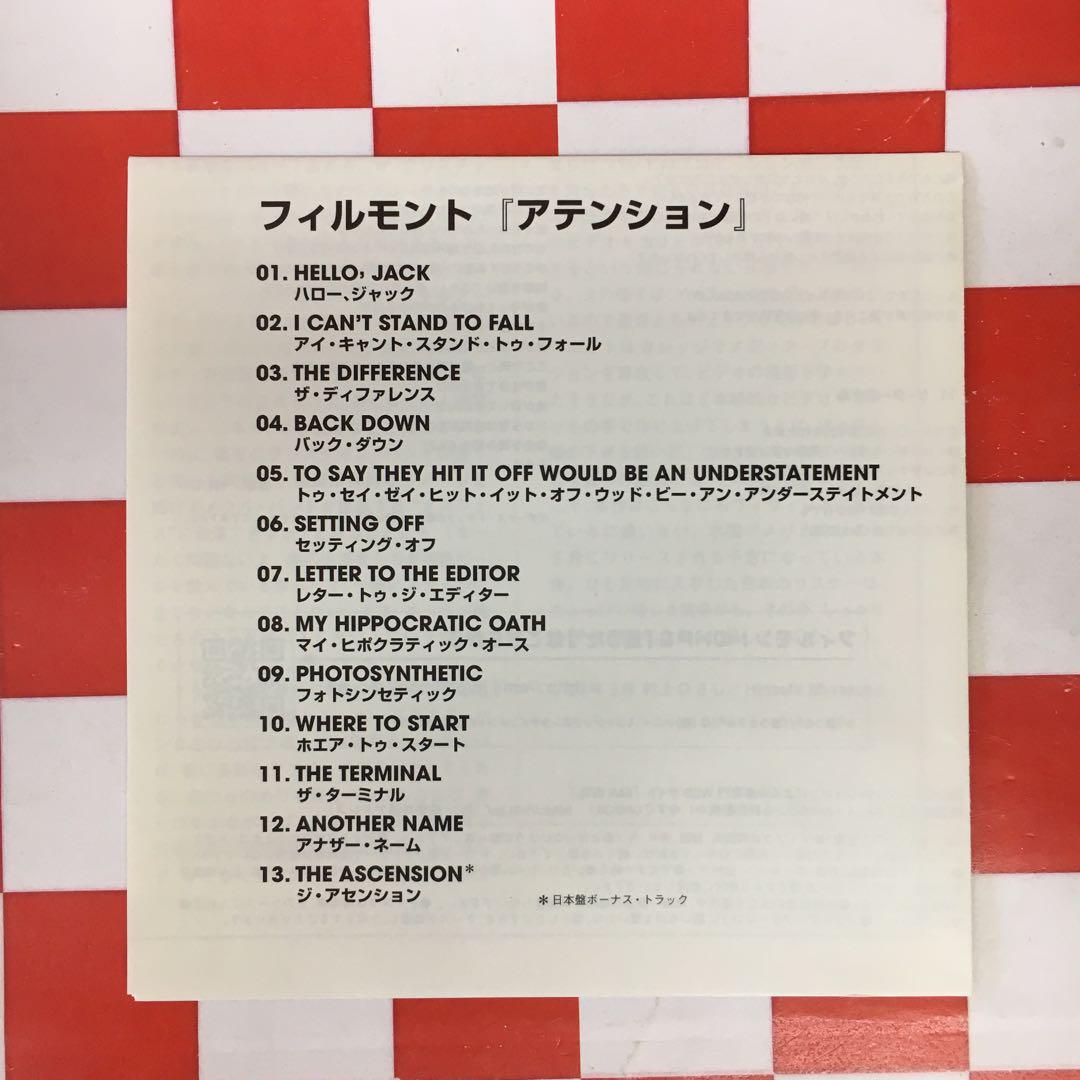 フィルモント『アテンション』
01. HELLO, JACK
ハロー、ジャック
02. I CAN'T STAND TO FALL
アイ・キャント・スタンド・トゥ・フォール
03. THE DIFFERENCE
ザ・ディファレンス
04. BACK DOWN
バック・ダウン
05. TO SAY THEY HIT IT OFF WOULD BE AN UNDERSTATEMENT
トゥ・セイ・ゼイ・ヒット・イット・オフ・ウッド・ビー・アン・アンダーステイトメント
06. SETTING OFF
セッティング・オフ
07. LETTER TO THE EDITOR
レター・トゥ・ジ・エディター
08. MY HIPPOCRATIC OATH
マイ・ヒポクラティック・オース
09. PHOTOSYNTHETIC
フォトシンセティック
10. WHERE TO START
ホエア・トゥ・スタート
11. THE TERMINAL
ザ・ターミナル
12. ANOTHER NAME
アナザー・ネーム
13. THE ASCENSION*
ジ・アセンション
*日本盤ボーナス・トラック